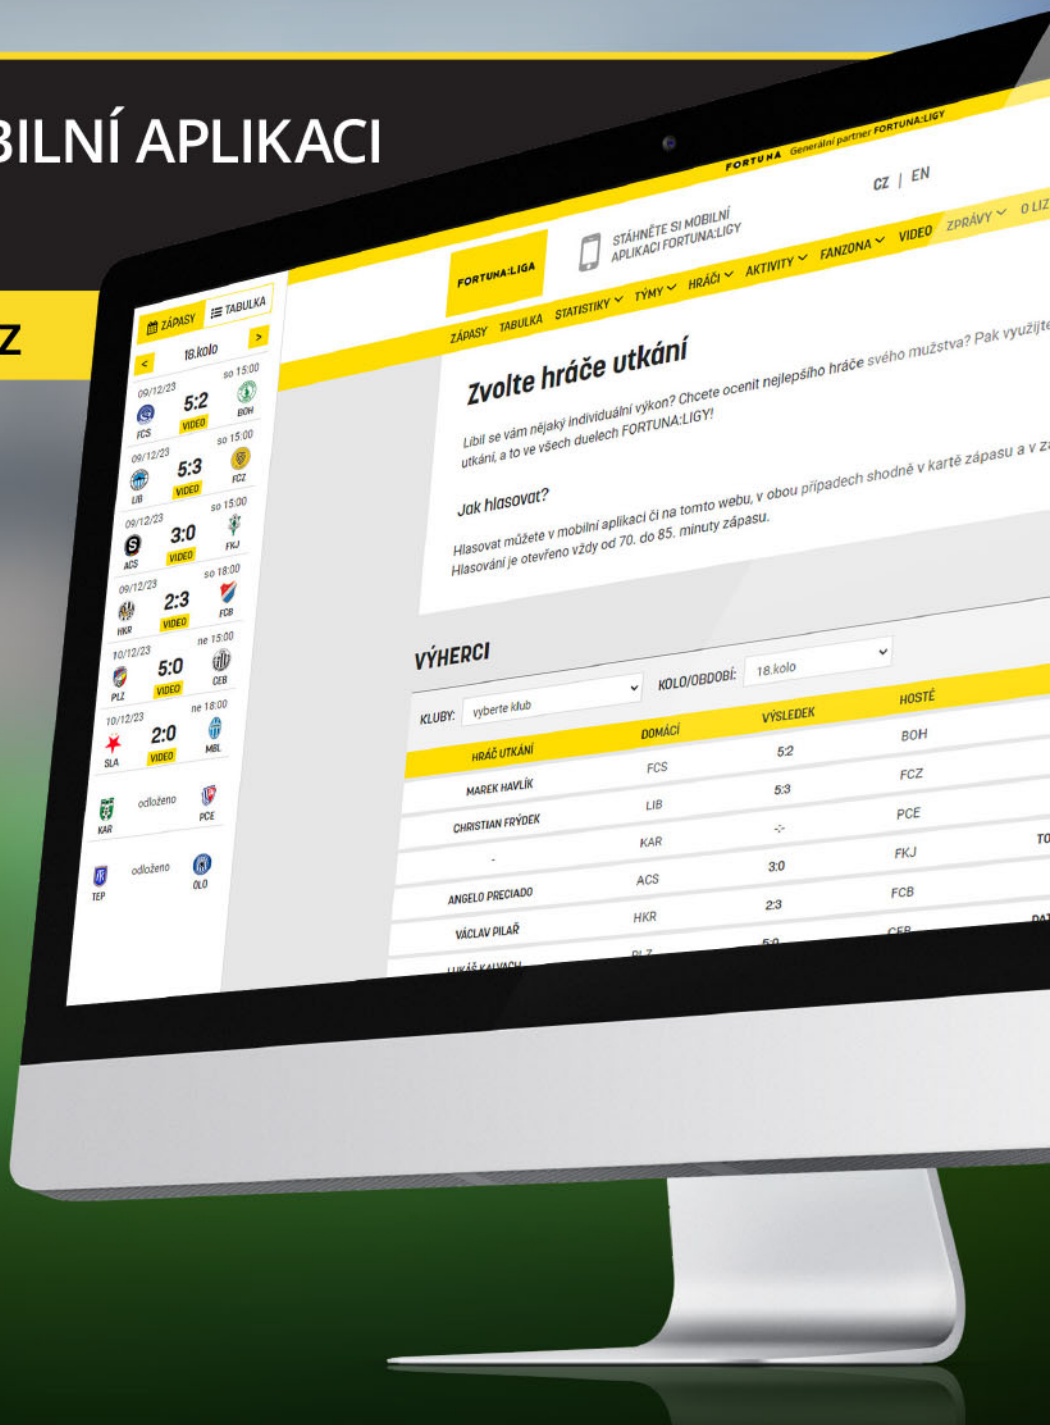 BILNÍ APLIKACI
Z
FORTUNA Generální partner FORTUNA:LIGY
CZ | EN
STÁHNĚTE SI MOBILNÍ
APLIKACI FORTUNA:LIGY
FORTUNA:LIGA
ZÁPASY TABULKA STATISTIKY TÝMY HRÁČI AKTIVITY FANZONA VIDEO ZPRÁVY O LIZ
ZÁPASY TABULKA
< 18.kolo >
09/12/23 so 15:00
5:2
FCS VIDEO BOH
09/12/23 so 15:00
5:3
LIB VIDEO FCZ
09/12/23 so 15:00
3:0
ACS VIDEO FKJ
09/12/23 so 18:00
2:3
HKR VIDEO FCB
10/12/23 ne 15:00
5:0
PLZ VIDEO CEB
10/12/23 ne 18:00
2:0
SLA VIDEO MBL
odloženo
KAR PCE
odloženo
TEP OLO
Zvolte hráče utkání
Líbil se vám nějaký individuální výkon? Chcete ocenit nejlepšího hráče svého mužstva? Pak využijte
utkání, a to ve všech duelech FORTUNA:LIGY!
Jak hlasovat?
Hlasovat můžete v mobilní aplikaci či na tomto webu, v obou případech shodně v kartě zápasu a v zá
Hlasování je otevřeno vždy od 70. do 85. minuty zápasu.
VÝHERCI
KLUBY: vyberte klub KOLO/OBDOBÍ: 18.kolo
HRÁČ UTKÁNÍ DOMÁCÍ VÝSLEDEK HOSTÉ
MAREK HAVLÍK FCS 5:2 BOH
CHRISTIAN FRÝDEK LIB 5:3 FCZ
- KAR -:- PCE
ANGELO PRECIADO ACS 3:0 FKJ TO
VÁCLAV PILAŘ HKR 2:3 FCB
LUKÁŠ KALVACH PLZ 5:0 CEB